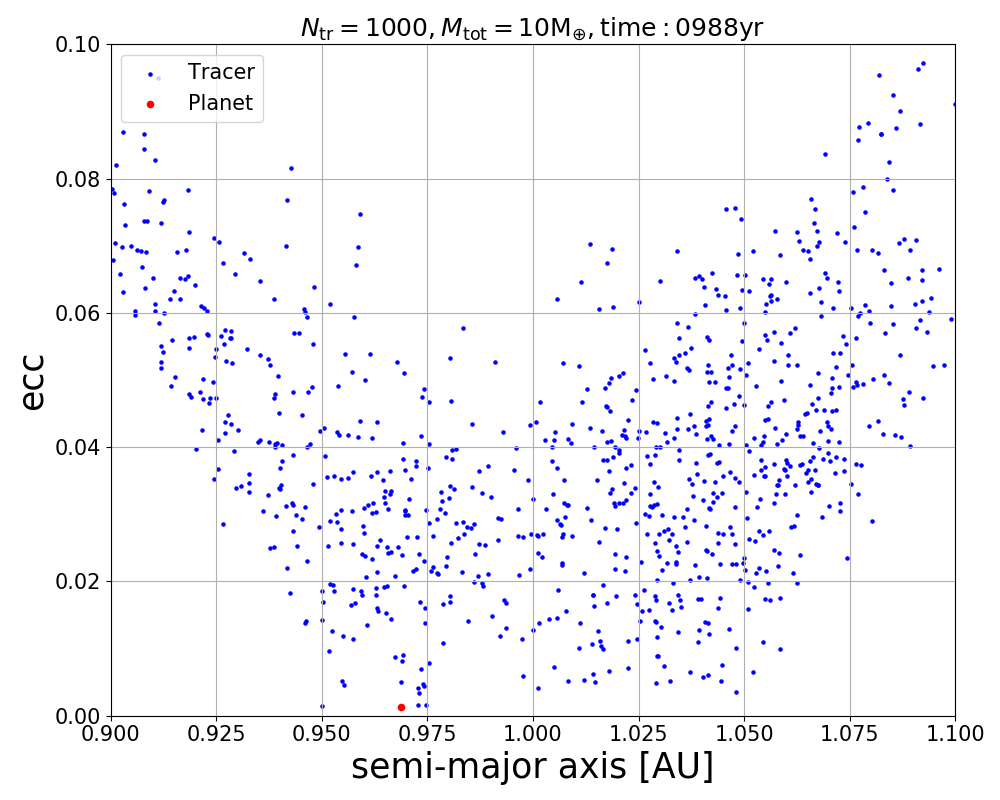 N_tr = 1000, M_tot = 10M_⊕, time : 0988yr
Tracer
Planet
0.10
0.08
0.06
0.04
0.02
0.00
ecc
0.900 0.925 0.950 0.975 1.000 1.025 1.050 1.075 1.100
semi-major axis [AU]